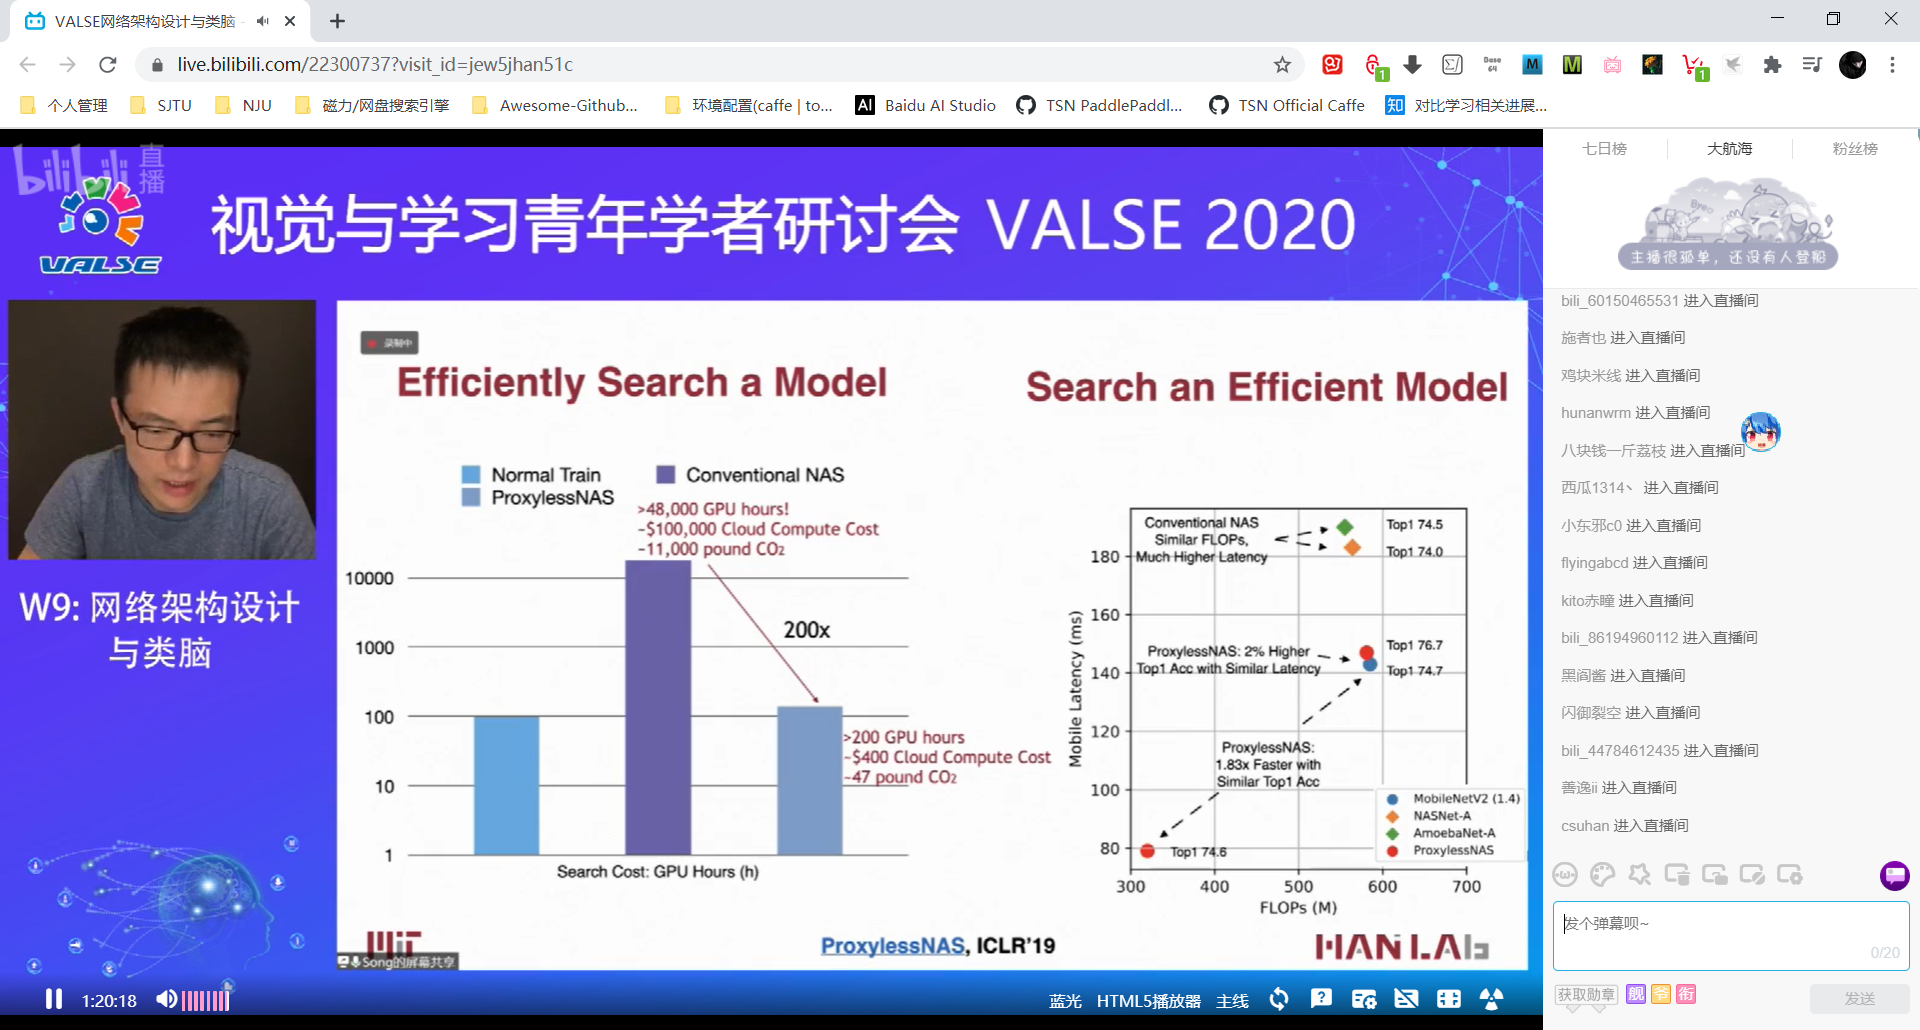 VALSE网络架构设计与类脑
live.bilibili.com/22300737?visit_id=jew5jhan51c
个人管理
SJTU
NJU
磁力/网盘搜索引擎
Awesome-Github...
环境配置(caffe | to...
Baidu AI Studio
TSN PaddlePaddl...
TSN Official Caffe
对比学习相关进展...
bilibili 直播
VALSE
视觉与学习青年学者研讨会 VALSE 2020
W9: 网络架构设计
与类脑
录制中
Efficiently Search a Model
Normal Train
Conventional NAS
ProxylessNAS
>48,000 GPU hours!
~$100,000 Cloud Compute Cost
~11,000 pound CO₂
10000
1000
100
10
1
200x
>200 GPU hours
~$400 Cloud Compute Cost
~47 pound CO₂
Search Cost: GPU Hours (h)
Search an Efficient Model
Conventional NAS
Similar FLOPs,
Much Higher Latency
Top1 74.5
Top1 74.0
ProxylessNAS: 2% Higher
Top1 Acc with Similar Latency
Top1 76.7
Top1 74.7
ProxylessNAS:
1.83x Faster with
Similar Top1 Acc
Top1 74.6
MobileNetV2 (1.4)
NASNet-A
AmoebaNet-A
ProxylessNAS
Mobile Latency (ms)
180
160
140
120
100
80
300 400 500 600 700
FLOPs (M)
MIT
Song的屏幕共享
ProxylessNAS, ICLR'19
HAN LAB
1:20:18
蓝光 HTML5播放器 主线
七日榜 大航海 粉丝榜
主播很孤单，还没有人登船
bili_60150465531 进入直播间
施者也 进入直播间
鸡块米线 进入直播间
hunanwrm 进入直播间
八块钱一斤荔枝 进入直播间
西瓜1314丶 进入直播间
小东邪c0 进入直播间
flyingabcd 进入直播间
kito赤瞳 进入直播间
bili_86194960112 进入直播间
黑阎酱 进入直播间
闪御裂空 进入直播间
bili_44784612435 进入直播间
善逸ii 进入直播间
csuhan 进入直播间
发个弹幕呗~
0/20
获取勋章 舰 爷 衔
发送